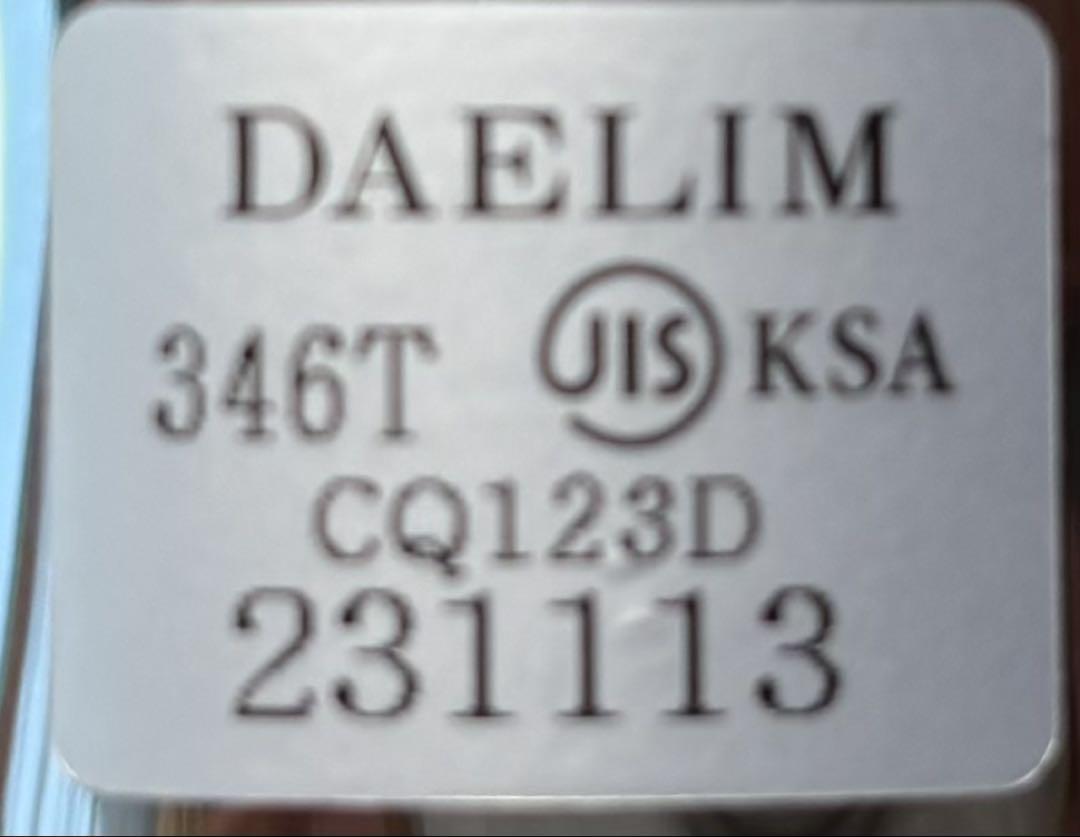 DAELIM
346T JIS KSA
CQ123D
231113